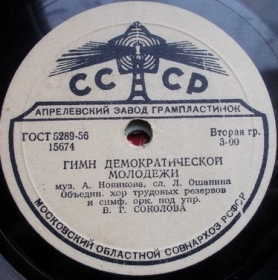 СССР
АПРЕЛЕВСКИЙ ЗАВОД ГРАМПЛАСТИНОК
ГОСТ 5289-56
15674
Вторая гр.
3-00
ГИМН ДЕМОКРАТИЧЕСКОЙ
МОЛОДЕЖИ
муз. А. Новикова, сл. Л. Ошанина
Объедин. хор трудовых резервов
и симф. орк. под упр.
В. Г. СОКОЛОВА
МОСКОВСКИЙ ОБЛАСТНОЙ СОВНАРХОЗ РСФСР